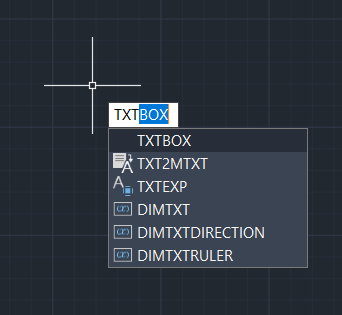 TXTBOX
TXTBOX
TXT2MTXT
TXTEXP
DIMTXT
DIMTXTDIRECTION
DIMTXTRULER